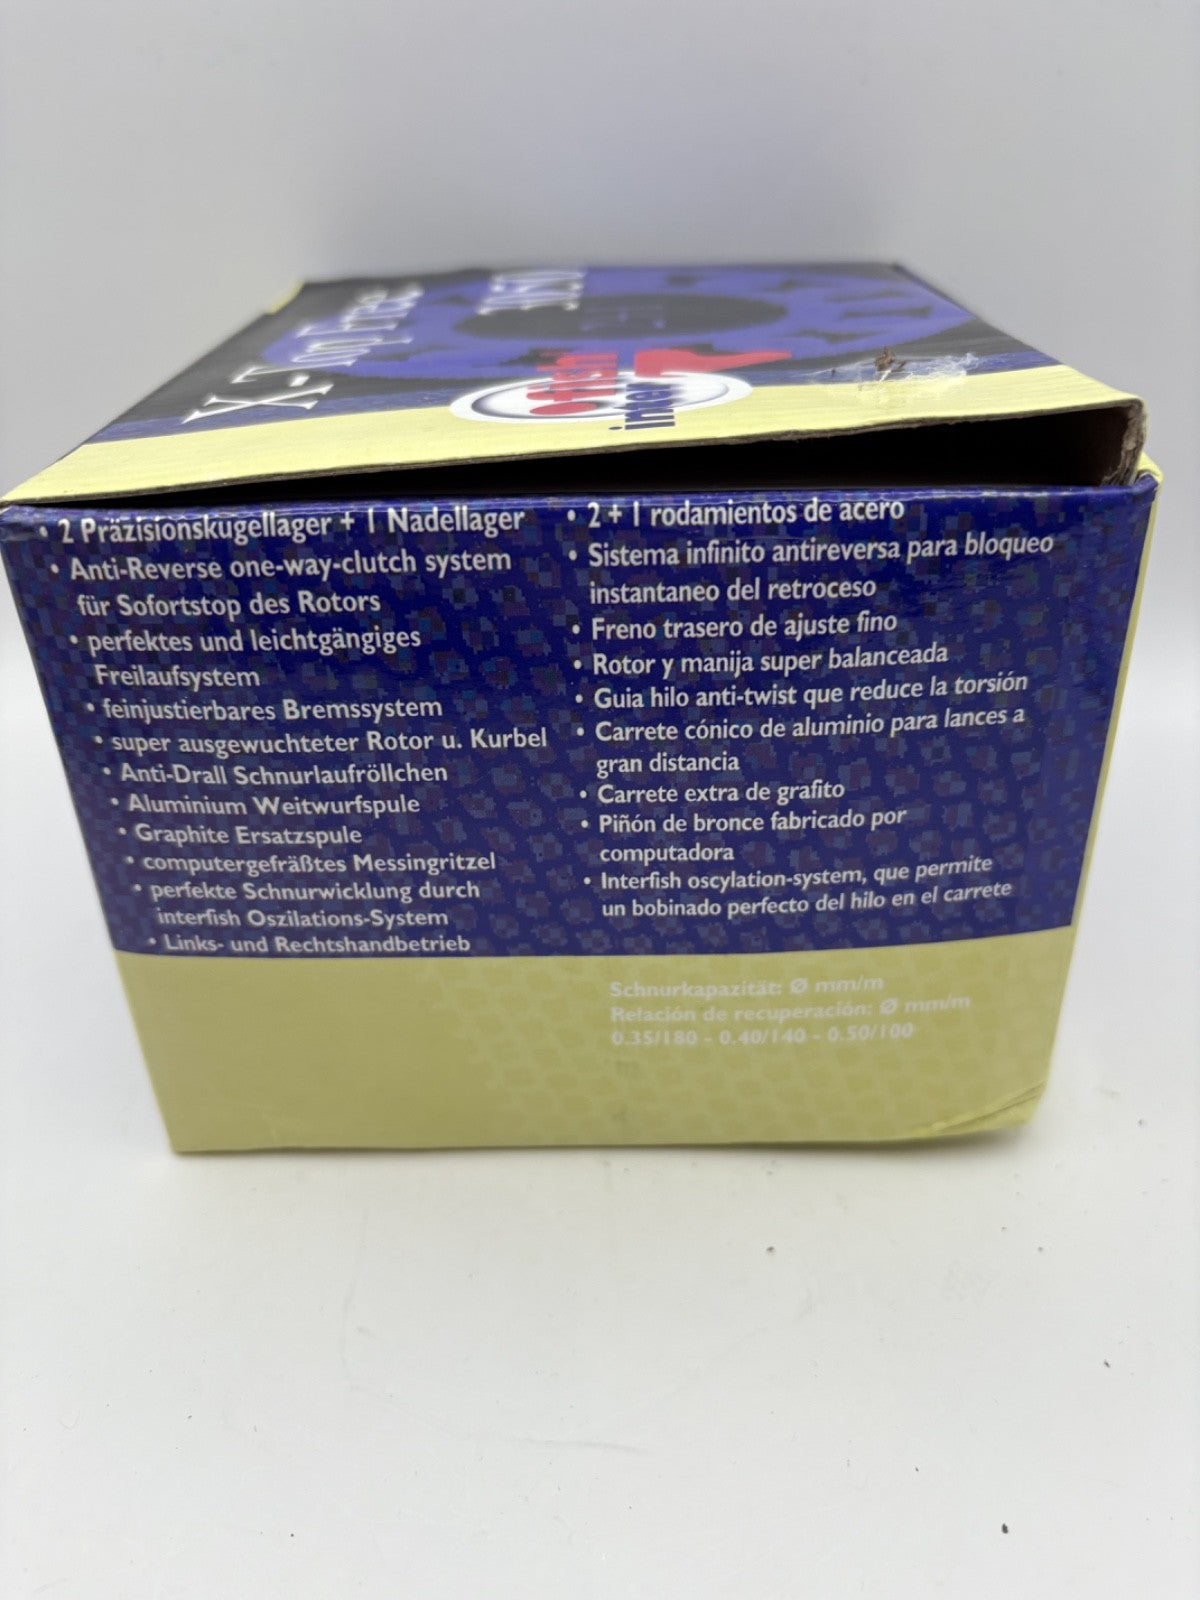 X-Top Free
3150
fish
inter
• 2 Präzisionskugellager + 1 Nadellager
• Anti-Reverse one-way-clutch system
für Sofortstop des Rotors
• perfektes und leichtgängiges
Freilaufsystem
• feinjustierbares Bremssystem
• super ausgewuchteter Rotor u. Kurbel
• Anti-Drall Schnurlaufröllchen
• Aluminium Weitwurfspule
• Graphite Ersatzspule
• computergefräßtes Messingritzel
• perfekte Schnurwicklung durch
interfish Oszilations-System
• Links- und Rechtshandbetrieb
• 2 + 1 rodamientos de acero
• Sistema infinito antireversa para bloqueo
instantaneo del retroceso
• Freno trasero de ajuste fino
• Rotor y manija super balanceada
• Guia hilo anti-twist que reduce la torsión
• Carrete cónico de aluminio para lances a
gran distancia
• Carrete extra de grafito
• Piñón de bronce fabricado por
computadora
• Interfish oscylation-system, que permite
un bobinado perfecto del hilo en el carrete
Schnurkapazität: Ø mm/m
Relación de recuperación: Ø mm/m
0.35/180 - 0.40/140 - 0.50/100